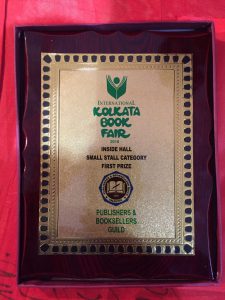 INTERNATIONAL
KOLKATA
BOOK
FAIR
INSIDE HALL
SMALL STALL CATEGORY
FIRST PRIZE
PUBLISHERS &
BOOKSELLERS
GUILD